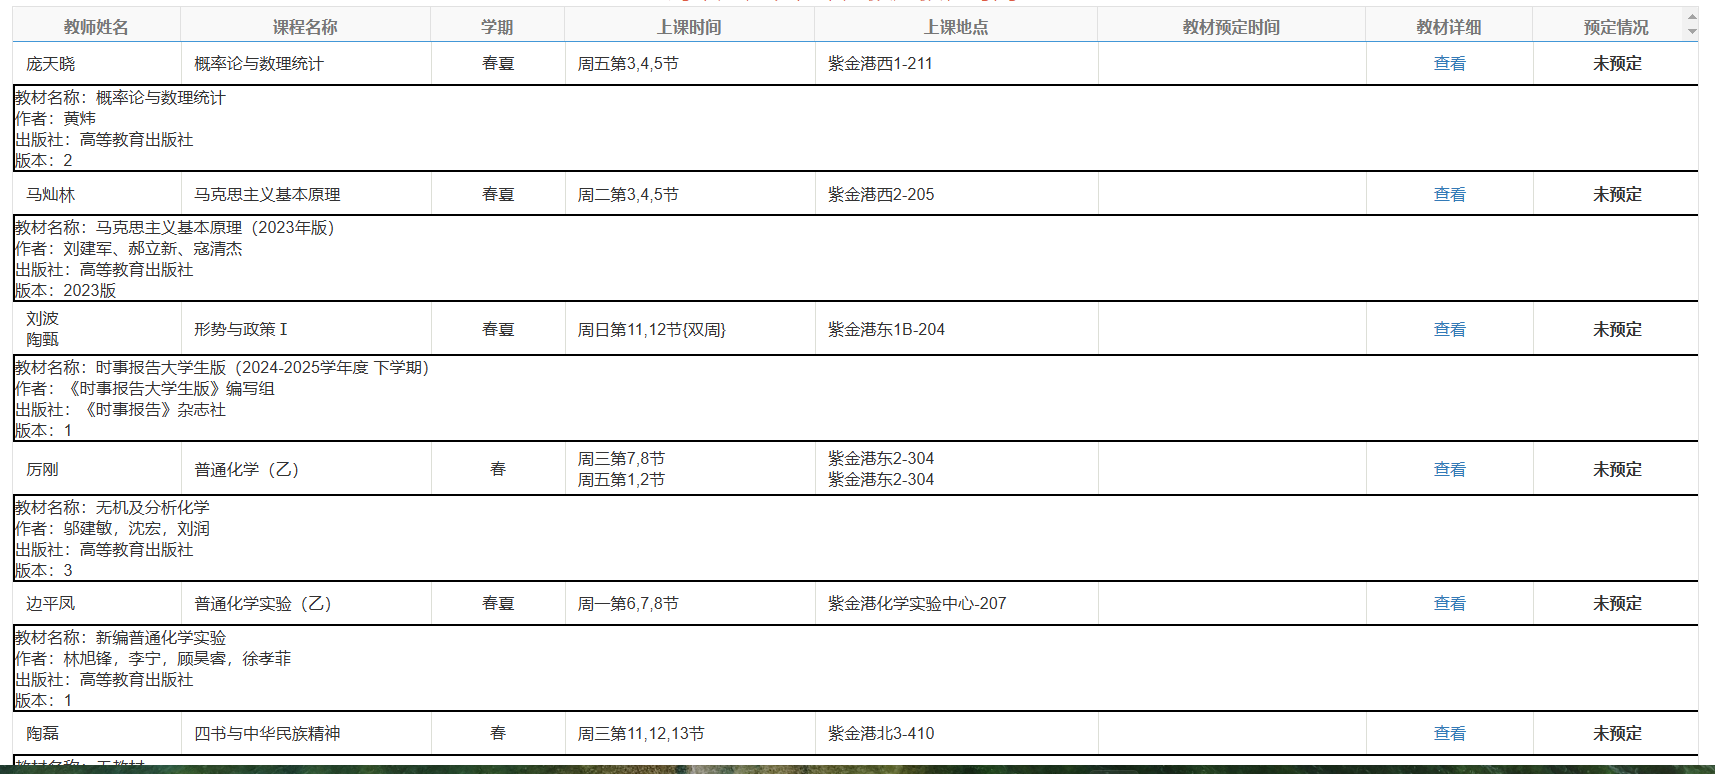 教师姓名 课程名称 学期 上课时间 上课地点 教材预定时间 教材详细 预定情况
庞天晓 概率论与数理统计 春夏 周五第3,4,5节 紫金港西1-211 查看 未预定
教材名称：概率论与数理统计
作者：黄炜
出版社：高等教育出版社
版本：2
马灿林 马克思主义基本原理 春夏 周二第3,4,5节 紫金港西2-205 查看 未预定
教材名称：马克思主义基本原理（2023年版）
作者：刘建军、郝立新、寇清杰
出版社：高等教育出版社
版本：2023版
刘波
陶甄 形势与政策Ⅰ 春夏 周日第11,12节{双周} 紫金港东1B-204 查看 未预定
教材名称：时事报告大学生版（2024-2025学年度 下学期）
作者：《时事报告大学生版》编写组
出版社：《时事报告》杂志社
版本：1
厉刚 普通化学（乙） 春 周三第7,8节 紫金港东2-304 查看 未预定
周五第1,2节 紫金港东2-304
教材名称：无机及分析化学
作者：邬建敏，沈宏，刘润
出版社：高等教育出版社
版本：3
边平凤 普通化学实验（乙） 春夏 周一第6,7,8节 紫金港化学实验中心-207 查看 未预定
教材名称：新编普通化学实验
作者：林旭锋，李宁，顾昊睿，徐孝菲
出版社：高等教育出版社
版本：1
陶磊 四书与中华民族精神 春 周三第11,12,13节 紫金港北3-410 查看 未预定
教材名称：无教材